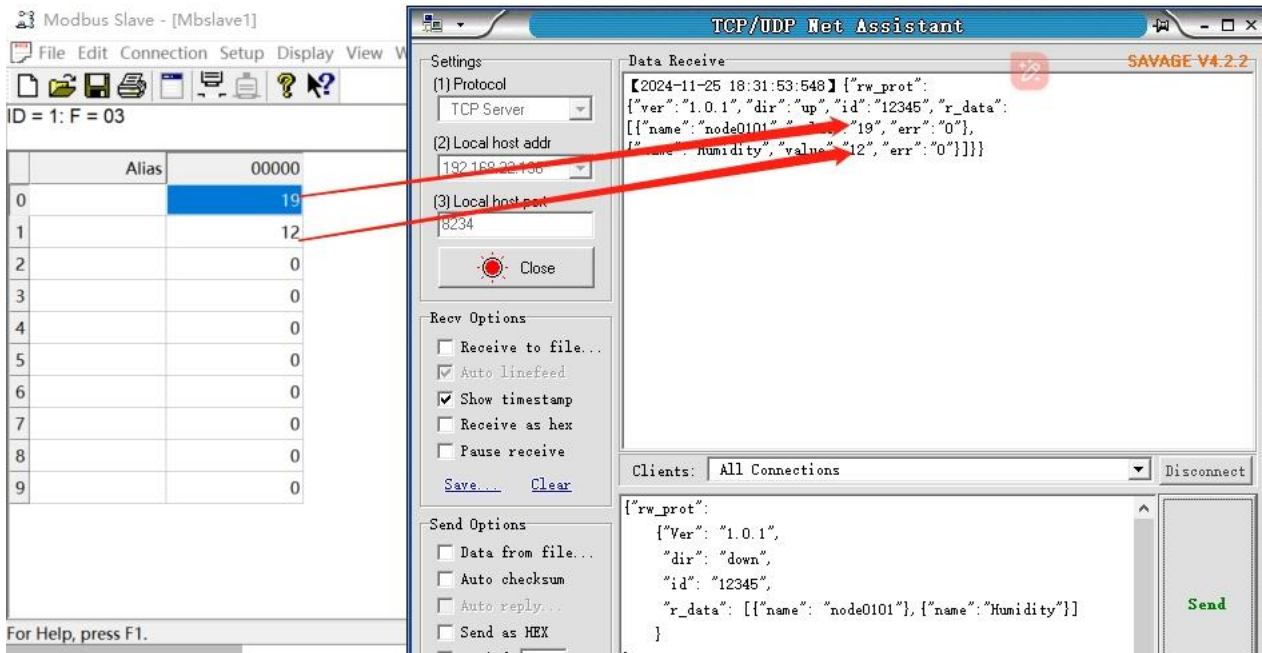 Modbus Slave - [Mbslave1]
File Edit Connection Setup Display View W
ID = 1: F = 03
Alias 00000
0 19
1 12
2 0
3 0
4 0
5 0
6 0
7 0
8 0
9 0
For Help, press F1.
TCP/UDP Net Assistant
Settings
(1) Protocol
TCP Server
(2) Local host addr
(3) Local host port
8234
Close
Recv Options
Receive to file...
Auto linefeed
Show timestamp
Receive as hex
Pause receive
Save... Clear
Send Options
Data from file...
Auto checksum
Auto reply...
Send as HEX
Data Receive
SAVAGE V4.2.2
【2024-11-25 18:31:53:548】{"rw_prot":
{"ver":"1.0.1","dir":"up","id":"12345","r_data":
[{"name":"node0101" "19","err":"0"},
Humidity","value":"12","err":"0"}]}}
Clients: All Connections
Disconnect
{"rw_prot":
{"Ver": "1.0.1",
"dir": "down",
"id": "12345",
"r_data": [{"name": "node0101"},{"name":"Humidity"}]
}
Send